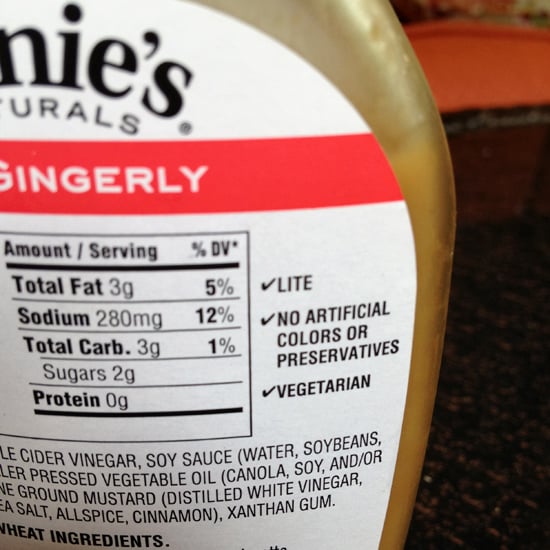 nie's
URALS®
GINGERLY
Amount / Serving % DV*
Total Fat 3g 5%
Sodium 280mg 12%
Total Carb. 3g 1%
Sugars 2g
Protein 0g
✓LITE
✓NO ARTIFICIAL
COLORS OR
PRESERVATIVES
✓VEGETARIAN
LE CIDER VINEGAR, SOY SAUCE (WATER, SOYBEANS,
LER PRESSED VEGETABLE OIL (CANOLA, SOY, AND/OR
NE GROUND MUSTARD (DISTILLED WHITE VINEGAR,
EA SALT, ALLSPICE, CINNAMON), XANTHAN GUM.
WHEAT INGREDIENTS.